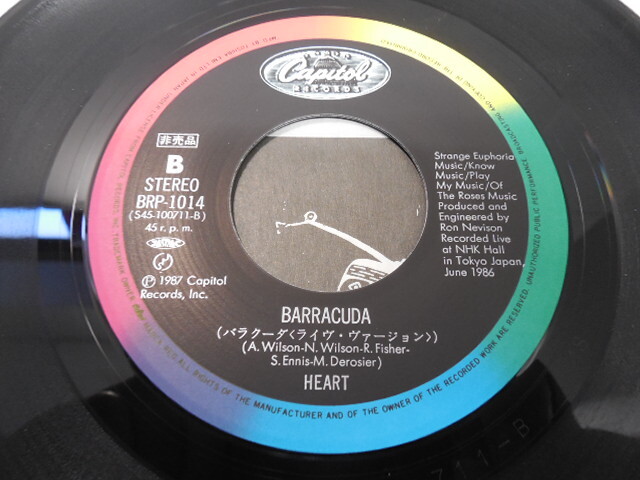 Capitol
RECORDS
非売品
B
STEREO
BRP-1014
(S45-100711-B)
45 r. p. m.
℗ 1987 Capitol
Records, Inc.
Strange Euphoria
Music/Know
Music/Play
My Music/Of
The Roses Music
Produced and
Engineered by
Ron Nevison
Recorded Live
at NHK Hall
in Tokyo Japan,
June 1986
BARRACUDA
(バラクーダ〈ライヴ・ヴァージョン〉)
(A. Wilson-N. Wilson-R. Fisher-
S. Ennis-M. Derosier)
HEART
ALL RIGHTS OF THE MANUFACTURER AND OF THE OWNER OF THE RECORDED WORK ARE RESERVED. UNAUTHORIZED PUBLIC PERFORMANCE, BROADCASTING
711-B